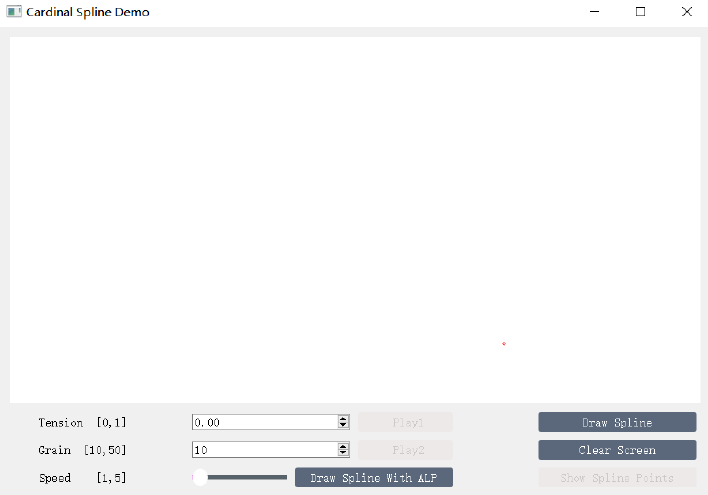 Cardinal Spline Demo
Tension [0,1] 0.00 Play1 Draw Spline
Grain [10,50] 10 Play2 Clear Screen
Speed [1,5] Draw Spline With ALP Show Spline Points